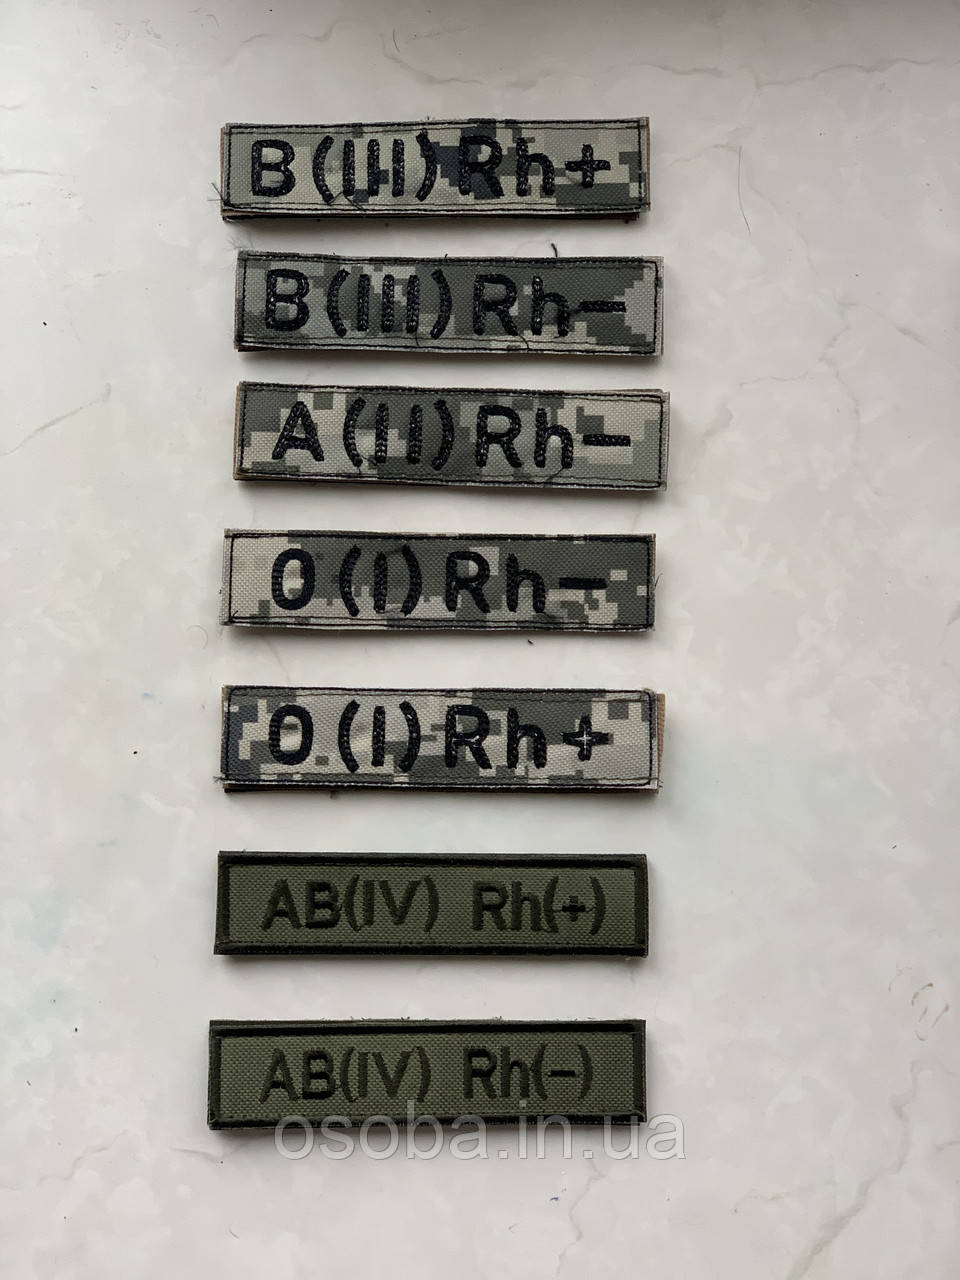 B(III)Rh+
B(III)Rh−
A(II)Rh−
0(I)Rh−
0(I)Rh+
AB(IV) Rh(+)
AB(IV) Rh(−)
osoba.in.ua